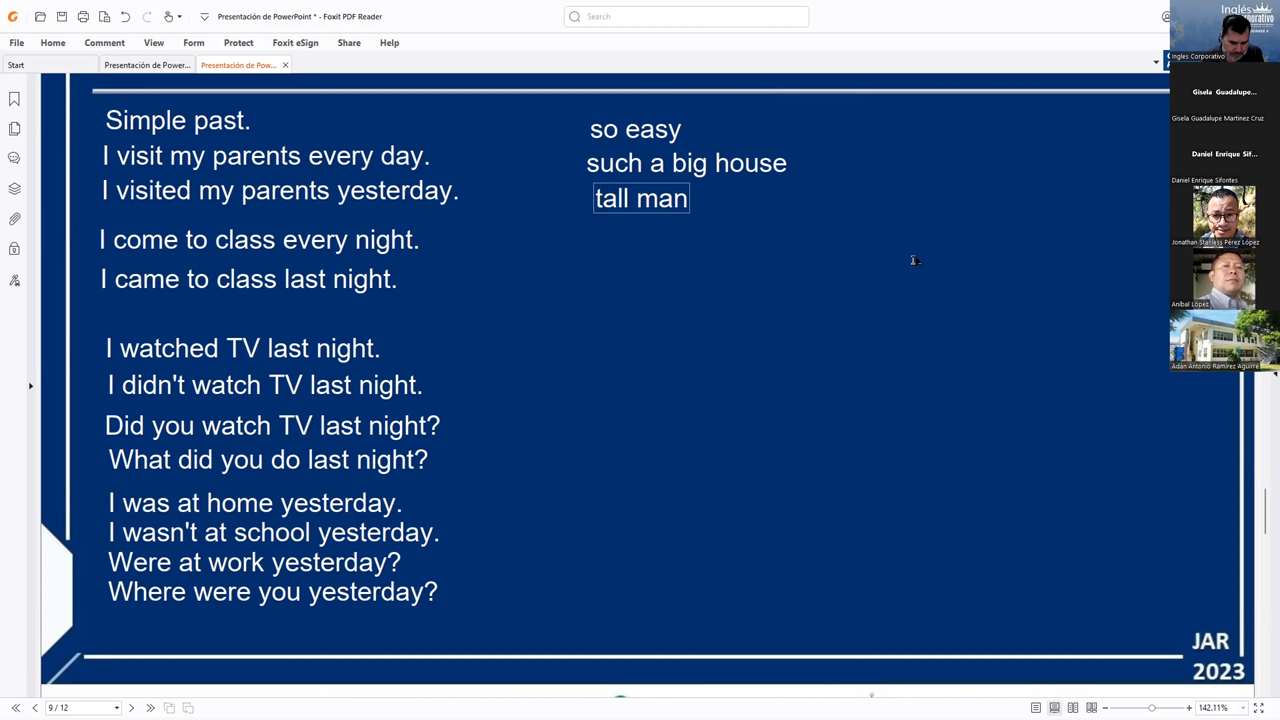 Presentación de PowerPoint * - Foxit PDF Reader
Search
File Home Comment View Form Protect Foxit eSign Share Help
Start
Presentación de Power...
Presentación de Pow...
Simple past.
I visit my parents every day.
I visited my parents yesterday.
I come to class every night.
I came to class last night.
I watched TV last night.
I didn't watch TV last night.
Did you watch TV last night?
What did you do last night?
I was at home yesterday.
I wasn't at school yesterday.
Were at work yesterday?
Where were you yesterday?
so easy
such a big house
tall man
JAR
2023
Inglés
Corporativo
Ingles Corporativo
Gisela Guadalupe...
Gisela Guadalupe Martinez Cruz
Daniel Enrique Sif...
Daniel Enrique Sifontes
Jonathan Stanless Pérez López
Anibal López
Adán Antonio Ramírez Aguirre
9 / 12
142.11%